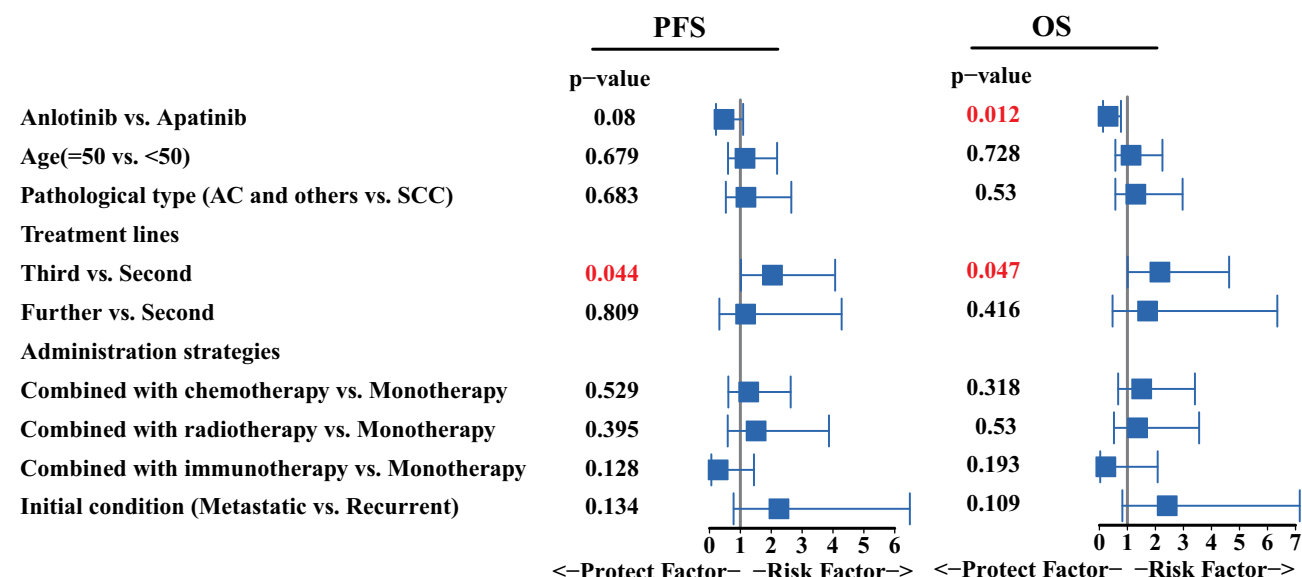 PFS OS
p−value p−value
Anlotinib vs. Apatinib 0.08 0.012
Age(=50 vs. <50) 0.679 0.728
Pathological type (AC and others vs. SCC) 0.683 0.53
Treatment lines
Third vs. Second 0.044 0.047
Further vs. Second 0.809 0.416
Administration strategies
Combined with chemotherapy vs. Monotherapy 0.529 0.318
Combined with radiotherapy vs. Monotherapy 0.395 0.53
Combined with immunotherapy vs. Monotherapy 0.128 0.193
Initial condition (Metastatic vs. Recurrent) 0.134 0.109
0 1 2 3 4 5 6 0 1 2 3 4 5 6 7
<−Protect Factor− −Risk Factor−> <−Protect Factor− −Risk Factor−>